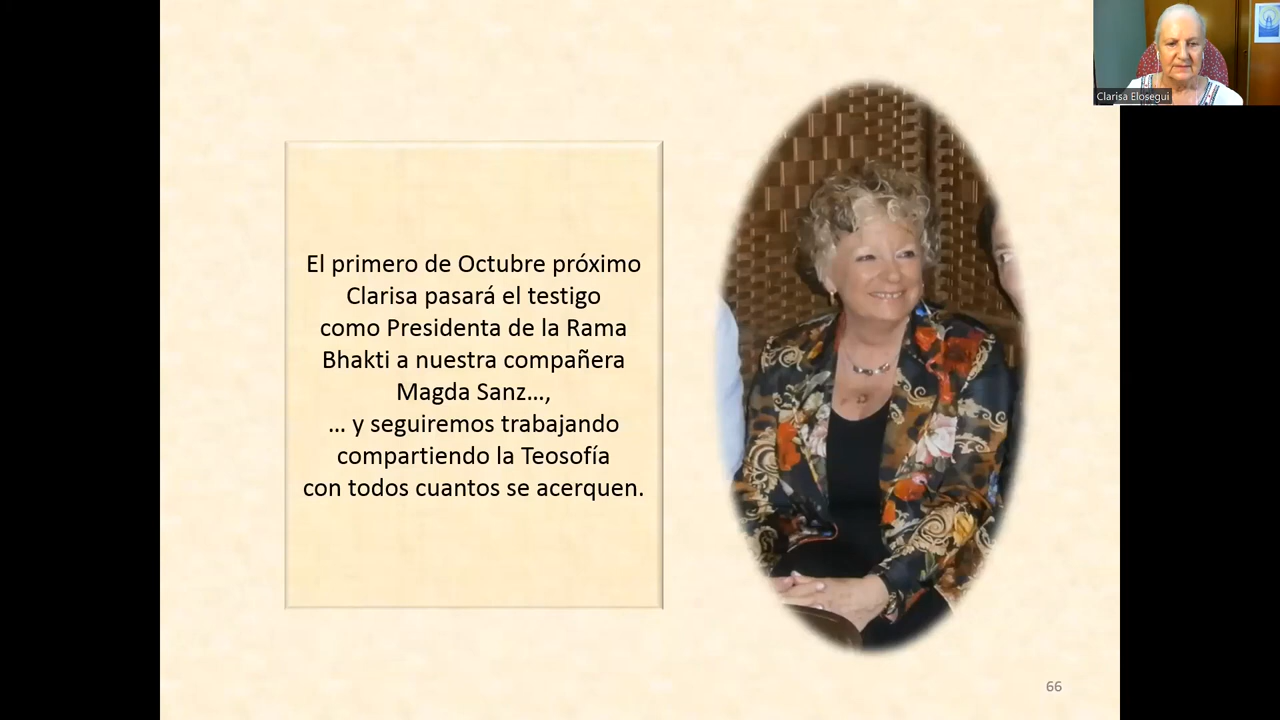 Clarisa Elosegui
El primero de Octubre próximo
Clarisa pasará el testigo
como Presidenta de la Rama
Bhakti a nuestra compañera
Magda Sanz...,
... y seguiremos trabajando
compartiendo la Teosofía
con todos cuantos se acerquen.
66